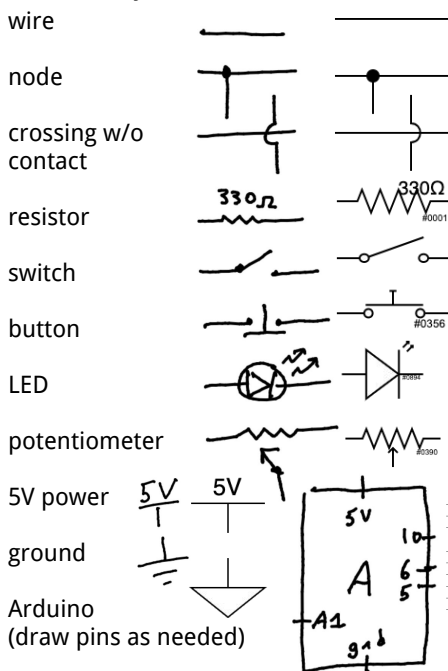 wire
node
crossing w/o
contact
330Ω 330Ω
resistor #0001
switch
button #0356
LED #0894
potentiometer #0390
5V power 5V 5V
ground
Arduino
(draw pins as needed)
5V
10
A 6
5
A1
gnd